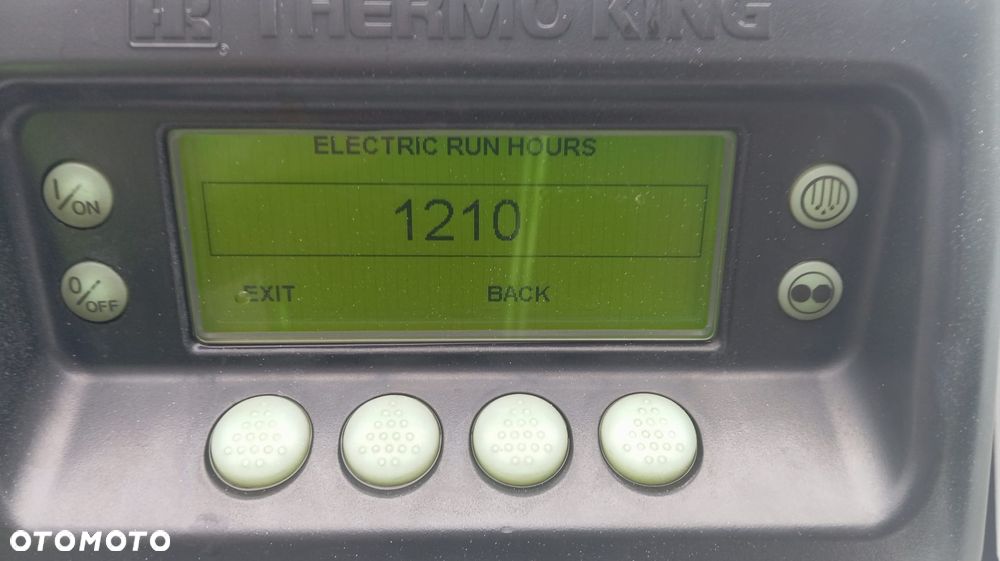 THERMO KING
ELECTRIC RUN HOURS
1210
EXIT BACK
I/ON
0/OFF
OTOMOTO